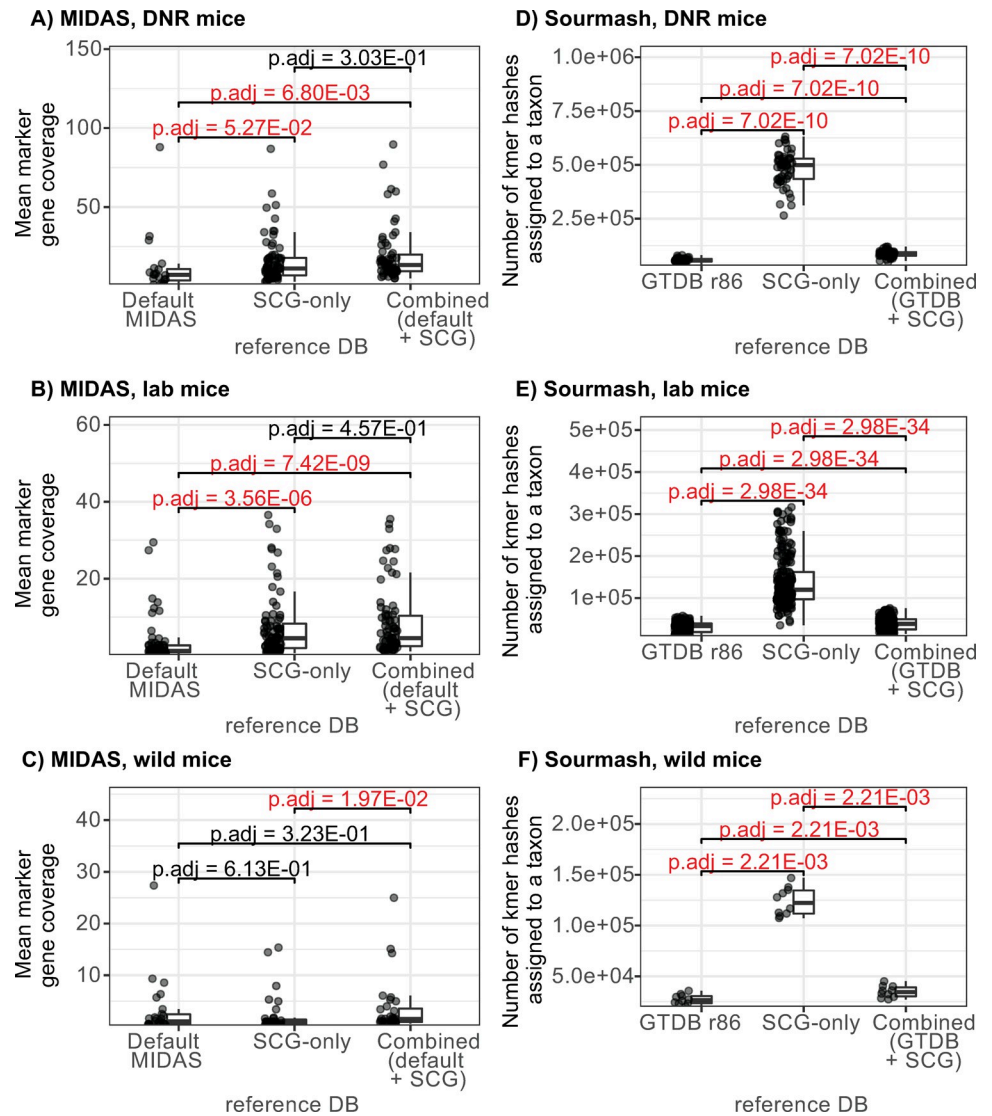 A) MIDAS, DNR mice
Mean marker
gene coverage
150
100
50
p.adj = 3.03E-01
p.adj = 6.80E-03
p.adj = 5.27E-02
Default
MIDAS
SCG-only
Combined
(default
+ SCG)
reference DB
B) MIDAS, lab mice
Mean marker
gene coverage
60
40
20
p.adj = 4.57E-01
p.adj = 7.42E-09
p.adj = 3.56E-06
Default
MIDAS
SCG-only
Combined
(default
+ SCG)
reference DB
C) MIDAS, wild mice
Mean marker
gene coverage
40
30
20
10
p.adj = 1.97E-02
p.adj = 3.23E-01
p.adj = 6.13E-01
Default
MIDAS
SCG-only
Combined
(default
+ SCG)
reference DB
D) Sourmash, DNR mice
Number of kmer hashes
assigned to a taxon
1.0e+06
7.5e+05
5.0e+05
2.5e+05
p.adj = 7.02E-10
p.adj = 7.02E-10
p.adj = 7.02E-10
GTDB r86
SCG-only
Combined
(GTDB
+ SCG)
reference DB
E) Sourmash, lab mice
Number of kmer hashes
assigned to a taxon
5e+05
4e+05
3e+05
2e+05
1e+05
p.adj = 2.98E-34
p.adj = 2.98E-34
p.adj = 2.98E-34
GTDB r86
SCG-only
Combined
(GTDB
+ SCG)
reference DB
F) Sourmash, wild mice
Number of kmer hashes
assigned to a taxon
2.0e+05
1.5e+05
1.0e+05
5.0e+04
p.adj = 2.21E-03
p.adj = 2.21E-03
p.adj = 2.21E-03
GTDB r86
SCG-only
Combined
(GTDB
+ SCG)
reference DB